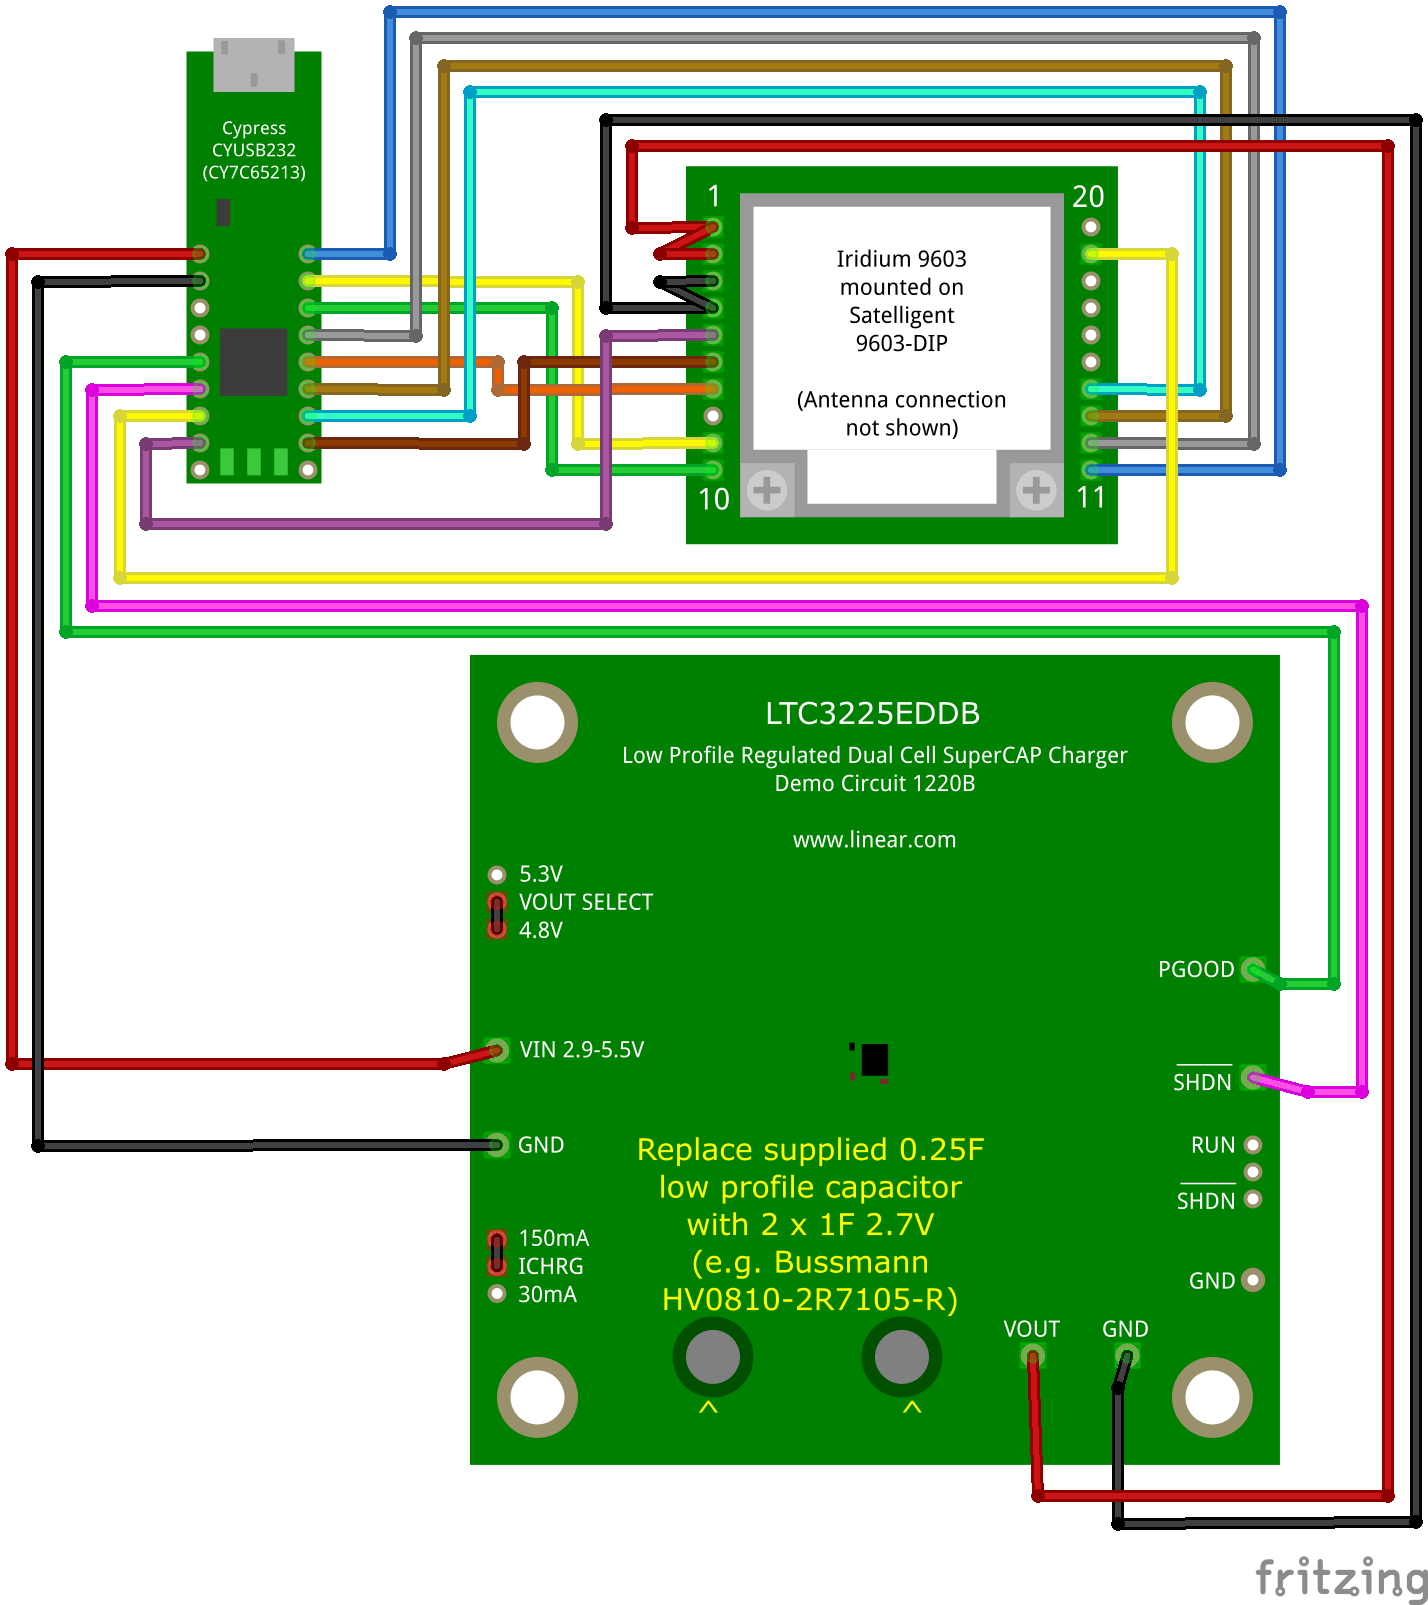 Cypress
CYUSB232
(CY7C65213)
1
20
Iridium 9603
mounted on
Satelligent
9603-DIP
(Antenna connection
not shown)
10
11
LTC3225EDDB
Low Profile Regulated Dual Cell SuperCAP Charger
Demo Circuit 1220B
www.linear.com
5.3V
VOUT SELECT
4.8V
PGOOD
VIN 2.9-5.5V
SHDN
GND
RUN
SHDN
Replace supplied 0.25F
low profile capacitor
with 2 x 1F 2.7V
(e.g. Bussmann
HV0810-2R7105-R)
150mA
ICHRG
30mA
GND
VOUT
GND
^
^
fritzing